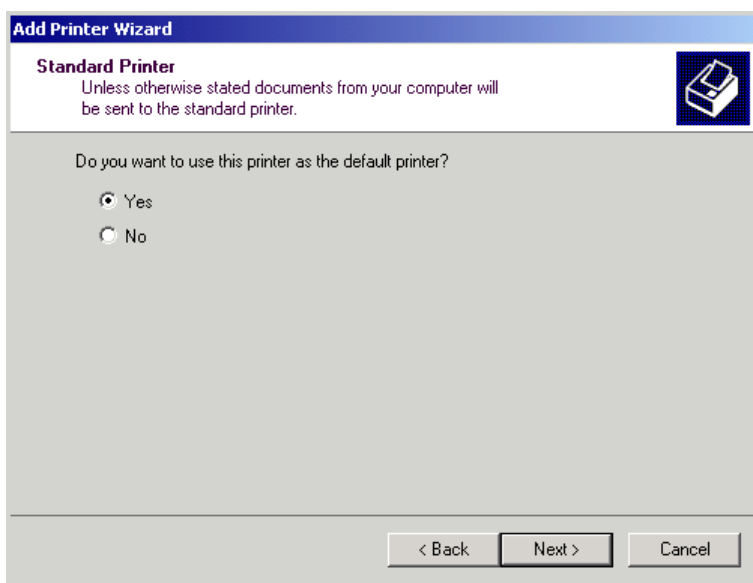 Add Printer Wizard
Standard Printer
Unless otherwise stated documents from your computer will
be sent to the standard printer.
Do you want to use this printer as the default printer?
Yes
No
< Back Next > Cancel